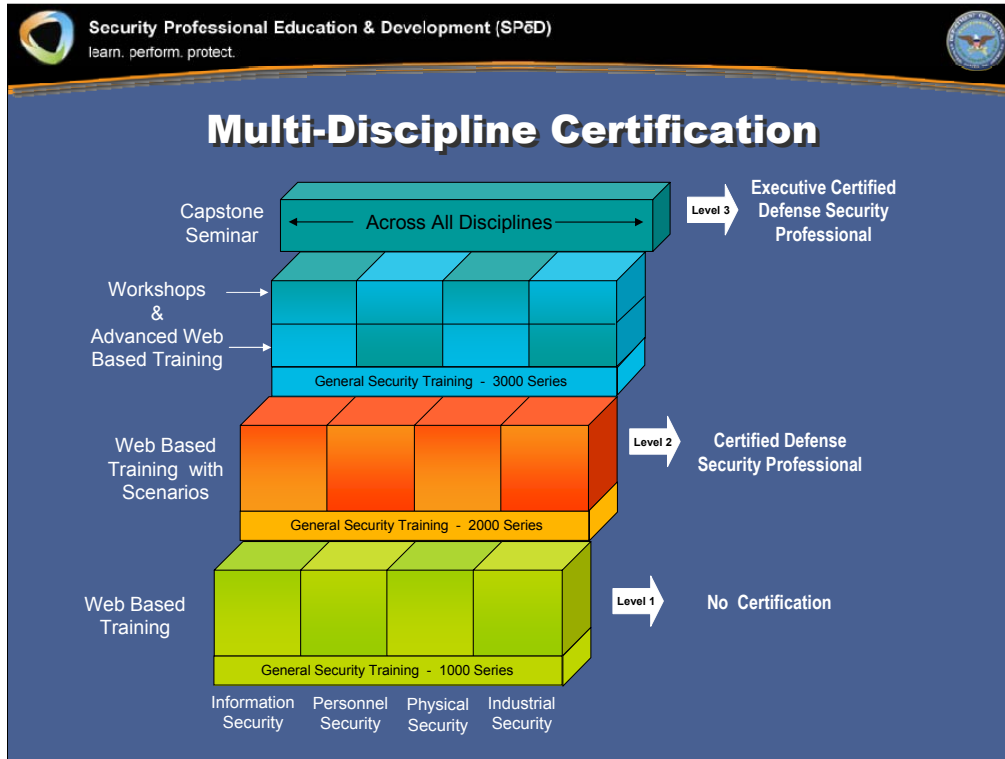 Security Professional Education & Development (SPēD)
learn. perform. protect.
Multi-Discipline Certification
Capstone
Seminar
Across All Disciplines
Level 3
Executive Certified
Defense Security
Professional
Workshops
&
Advanced Web
Based Training
General Security Training - 3000 Series
Web Based
Training with
Scenarios
Level 2
Certified Defense
Security Professional
General Security Training - 2000 Series
Web Based
Training
Level 1
No Certification
General Security Training - 1000 Series
Information
Security
Personnel
Security
Physical
Security
Industrial
Security